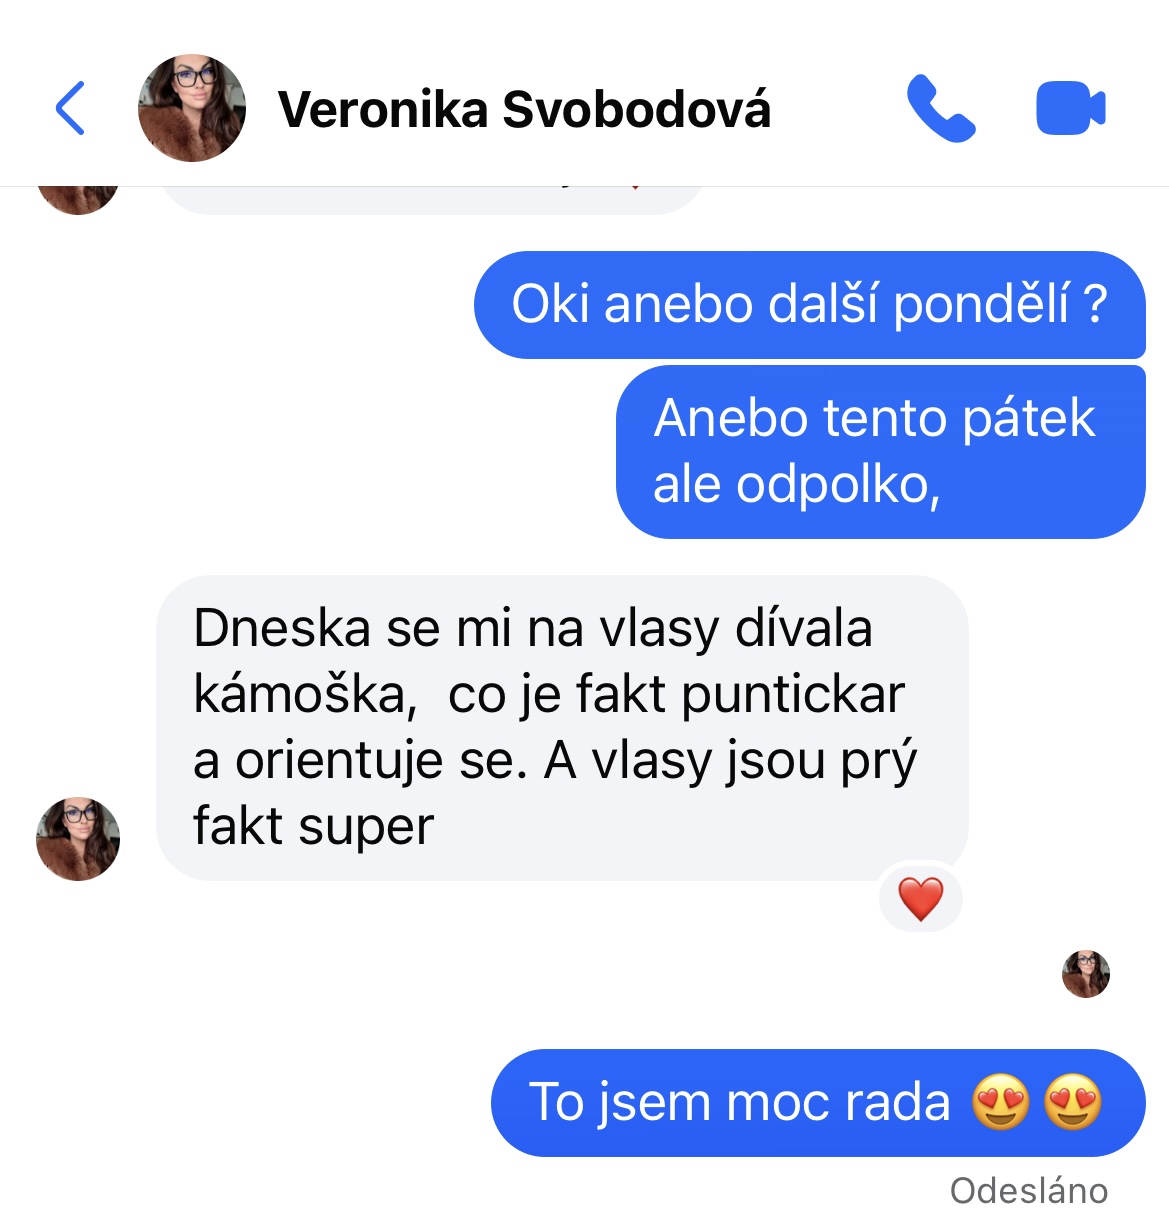 Veronika Svobodová
Oki anebo další pondělí ?
Anebo tento pátek
ale odpolko,
Dneska se mi na vlasy dívala
kámoška,  co je fakt puntickar
a orientuje se. A vlasy jsou prý
fakt super
To jsem moc rada 😍😍
Odesláno